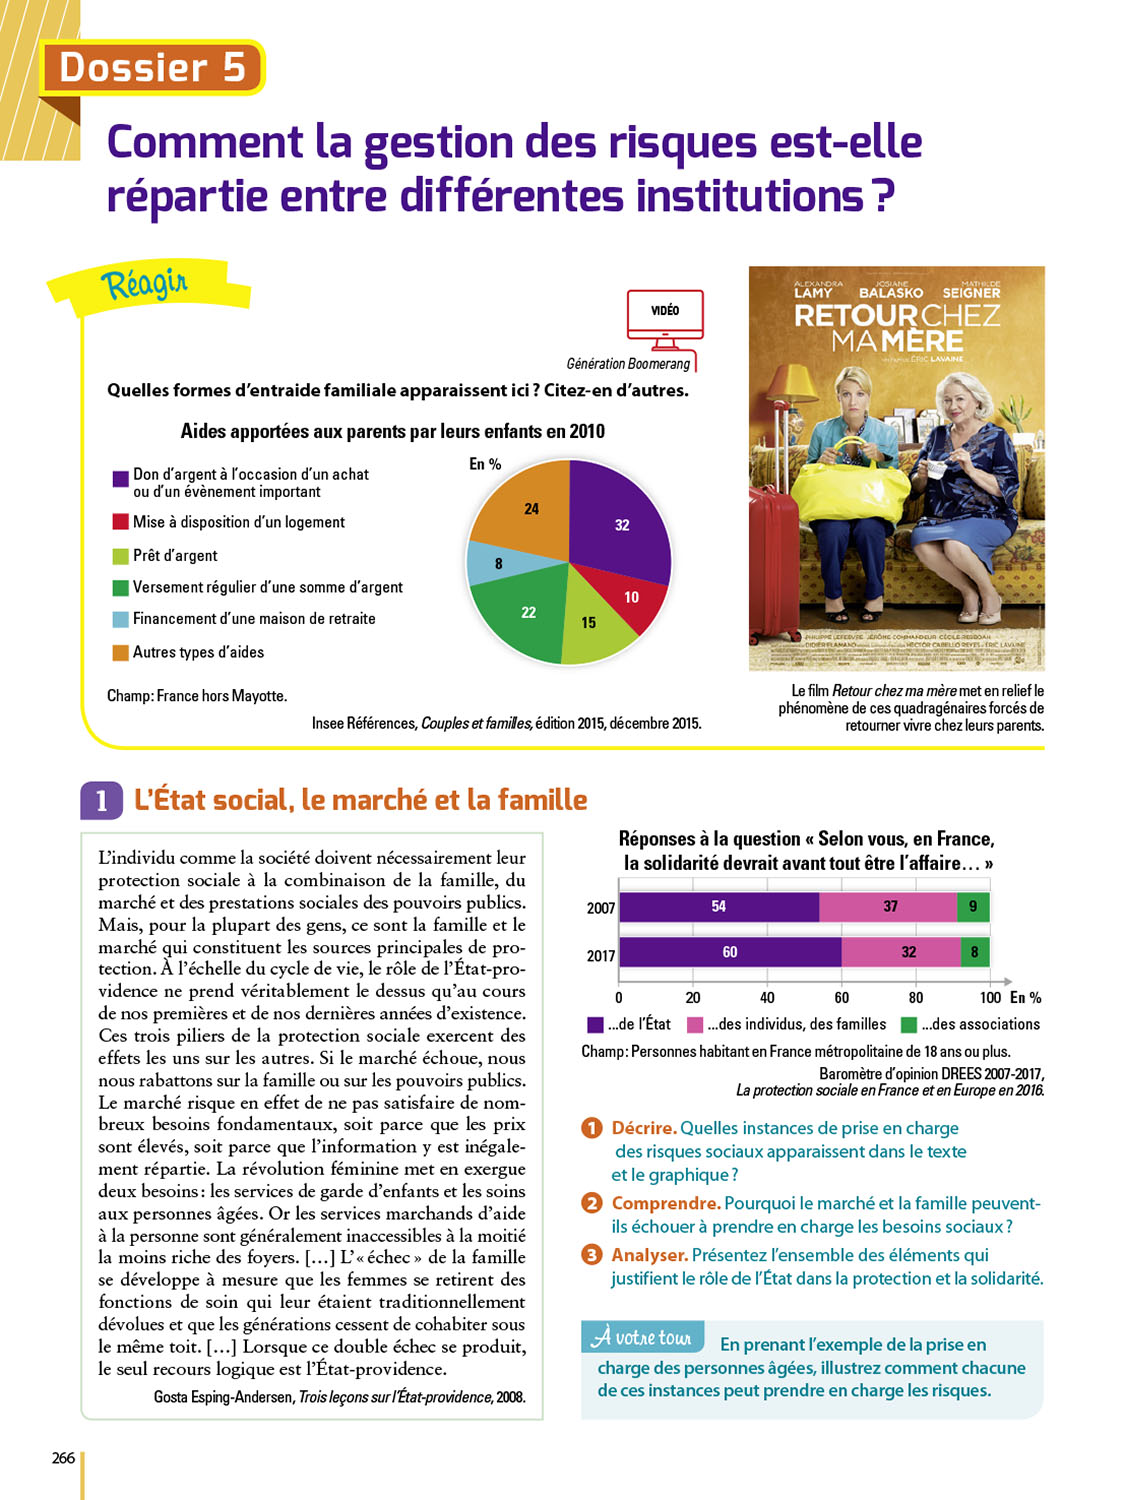 Dossier 5
Comment la gestion des risques est-elle
répartie entre différentes institutions ?
Réagir
VIDÉO
Génération Boomerang
Quelles formes d'entraide familiale apparaissent ici ? Citez-en d'autres.
Aides apportées aux parents par leurs enfants en 2010
En %
Don d'argent à l'occasion d'un achat
ou d'un évènement important
Mise à disposition d'un logement
Prêt d'argent
Versement régulier d'une somme d'argent
Financement d'une maison de retraite
Autres types d'aides
32
10
15
22
8
24
Champ : France hors Mayotte.
Insee Références, Couples et familles, édition 2015, décembre 2015.
ALEXANDRA LAMY
JOSIANE BALASKO
MATHILDE SEIGNER
RETOUR CHEZ
MA MÈRE
UN FILM DE ÉRIC LAVAINE
Le film Retour chez ma mère met en relief le
phénomène de ces quadragénaires forcés de
retourner vivre chez leurs parents.
1 L'État social, le marché et la famille
L'individu comme la société doivent nécessairement leur
protection sociale à la combinaison de la famille, du
marché et des prestations sociales des pouvoirs publics.
Mais, pour la plupart des gens, ce sont la famille et le
marché qui constituent les sources principales de pro-
tection. À l'échelle du cycle de vie, le rôle de l'État-pro-
vidence ne prend véritablement le dessus qu'au cours
de nos premières et de nos dernières années d'existence.
Ces trois piliers de la protection sociale exercent des
effets les uns sur les autres. Si le marché échoue, nous
nous rabattons sur la famille ou sur les pouvoirs publics.
Le marché risque en effet de ne pas satisfaire de nom-
breux besoins fondamentaux, soit parce que les prix
sont élevés, soit parce que l'information y est inégale-
ment répartie. La révolution féminine met en exergue
deux besoins : les services de garde d'enfants et les soins
aux personnes âgées. Or les services marchands d'aide
à la personne sont généralement inaccessibles à la moitié
la moins riche des foyers. […] L'« échec » de la famille
se développe à mesure que les femmes se retirent des
fonctions de soin qui leur étaient traditionnellement
dévolues et que les générations cessent de cohabiter sous
le même toit. […] Lorsque ce double échec se produit,
le seul recours logique est l'État-providence.
Gosta Esping-Andersen, Trois leçons sur l'État-providence, 2008.
Réponses à la question « Selon vous, en France,
la solidarité devrait avant tout être l'affaire… »
2007 54 37 9
2017 60 32 8
0 20 40 60 80 100 En %
...de l'État ...des individus, des familles ...des associations
Champ : Personnes habitant en France métropolitaine de 18 ans ou plus.
Baromètre d'opinion DREES 2007-2017,
La protection sociale en France et en Europe en 2016.
1 Décrire. Quelles instances de prise en charge
des risques sociaux apparaissent dans le texte
et le graphique ?
2 Comprendre. Pourquoi le marché et la famille peuvent-
ils échouer à prendre en charge les besoins sociaux ?
3 Analyser. Présentez l'ensemble des éléments qui
justifient le rôle de l'État dans la protection et la solidarité.
À votre tour
En prenant l'exemple de la prise en
charge des personnes âgées, illustrez comment chacune
de ces instances peut prendre en charge les risques.
266